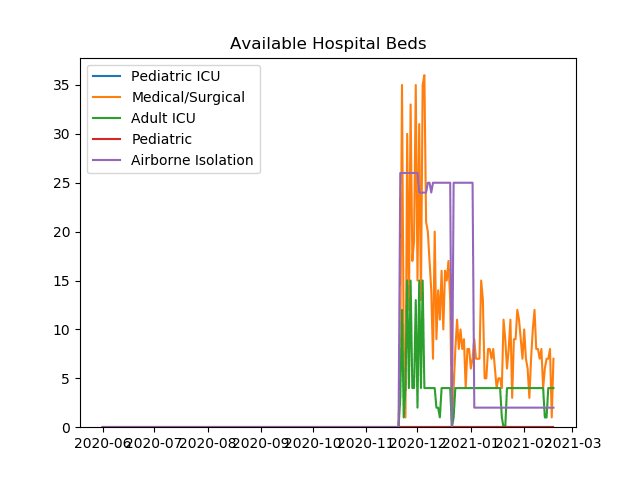 Available Hospital Beds
Pediatric ICU
Medical/Surgical
Adult ICU
Pediatric
Airborne Isolation
35
30
25
20
15
10
5
0
2020-06 2020-07 2020-08 2020-09 2020-10 2020-11 2020-12 2021-01 2021-02 2021-03